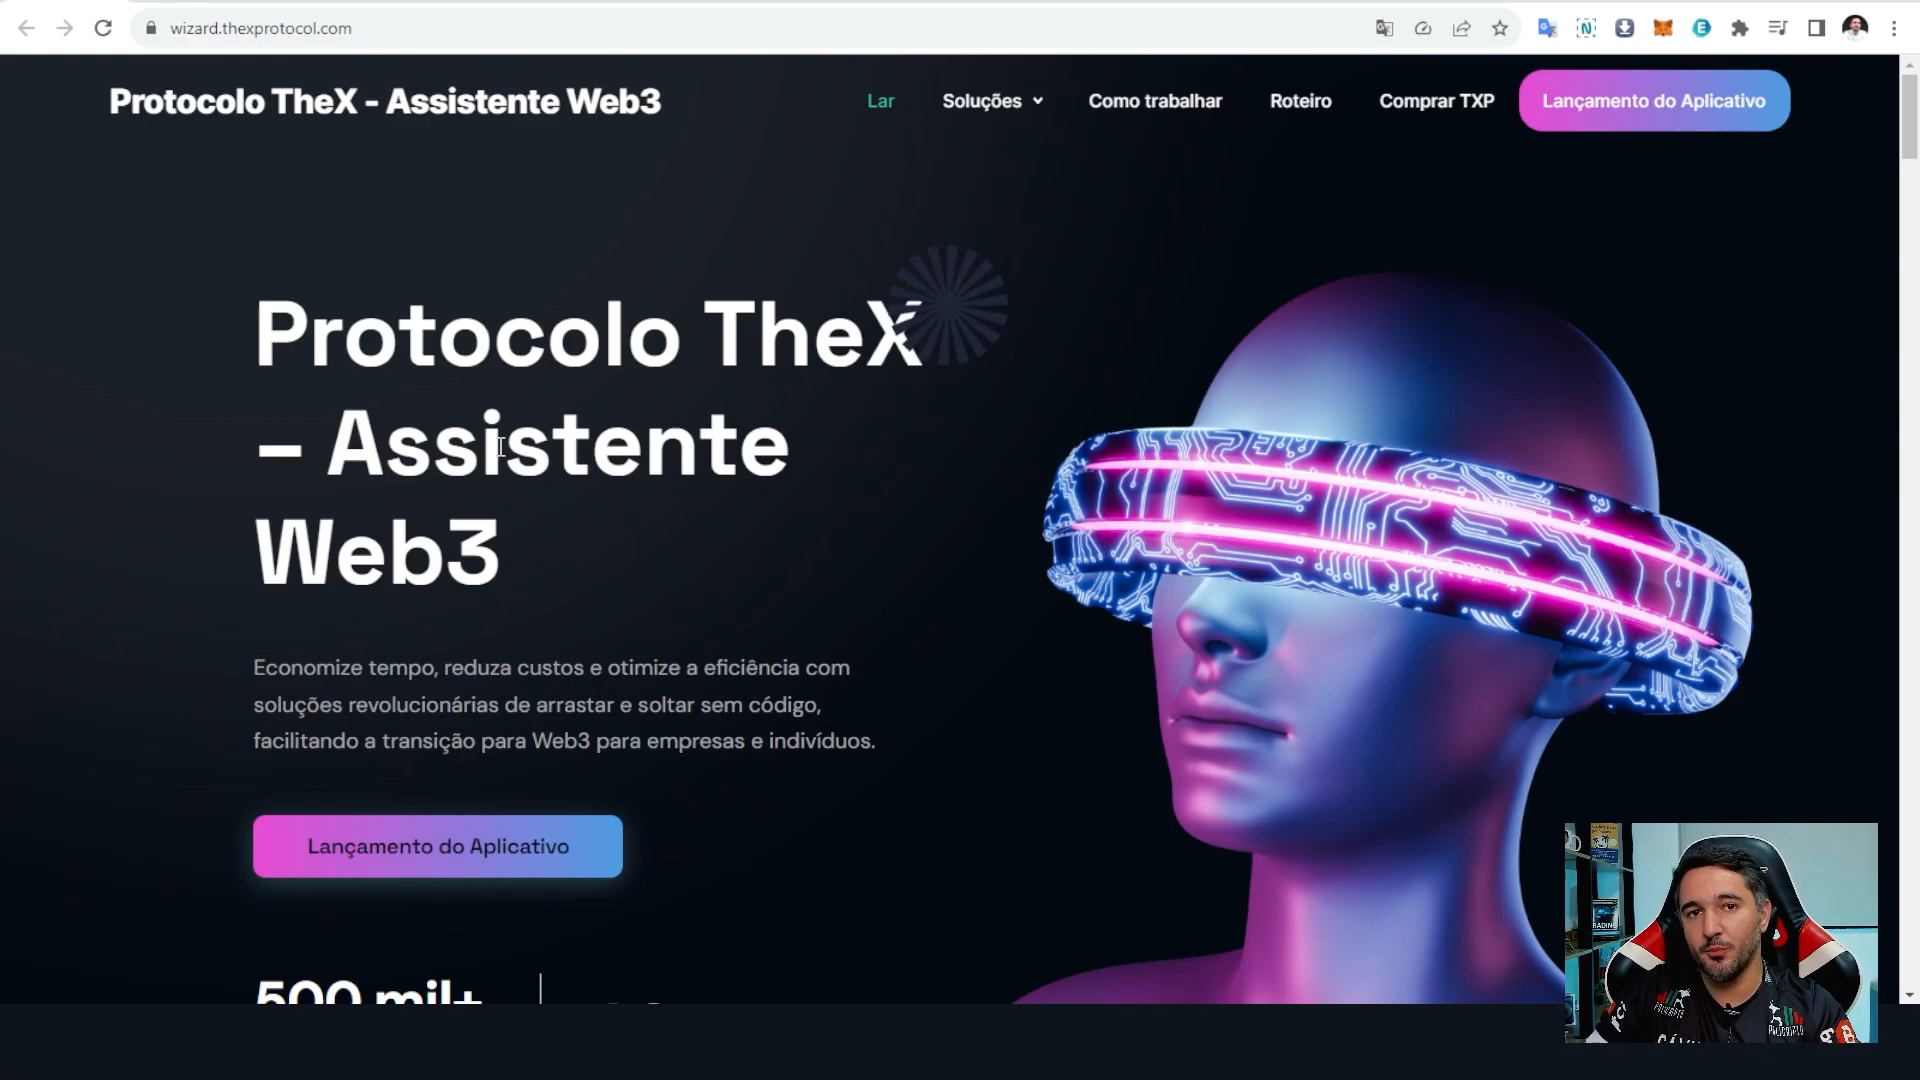 wizard.thexprotocol.com
Protocolo TheX - Assistente Web3
Lar
Soluções
Como trabalhar
Roteiro
Comprar TXP
Lançamento do Aplicativo
Protocolo TheX
– Assistente
Web3
Economize tempo, reduza custos e otimize a eficiência com
soluções revolucionárias de arrastar e soltar sem código,
facilitando a transição para Web3 para empresas e indivíduos.
Lançamento do Aplicativo
500 mil+
TRADING